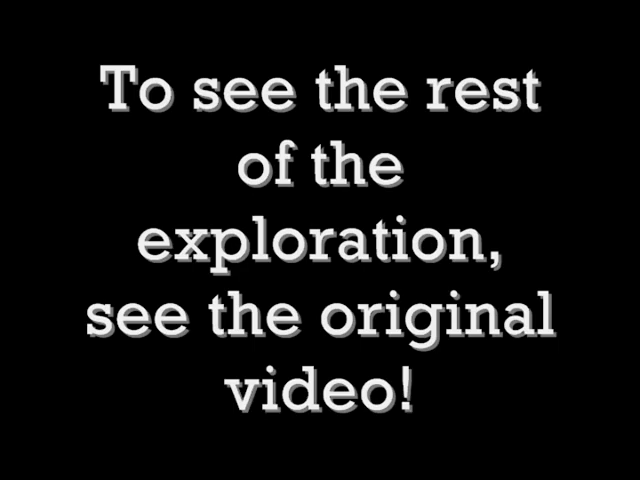 To see the rest
of the
exploration,
see the original
video!